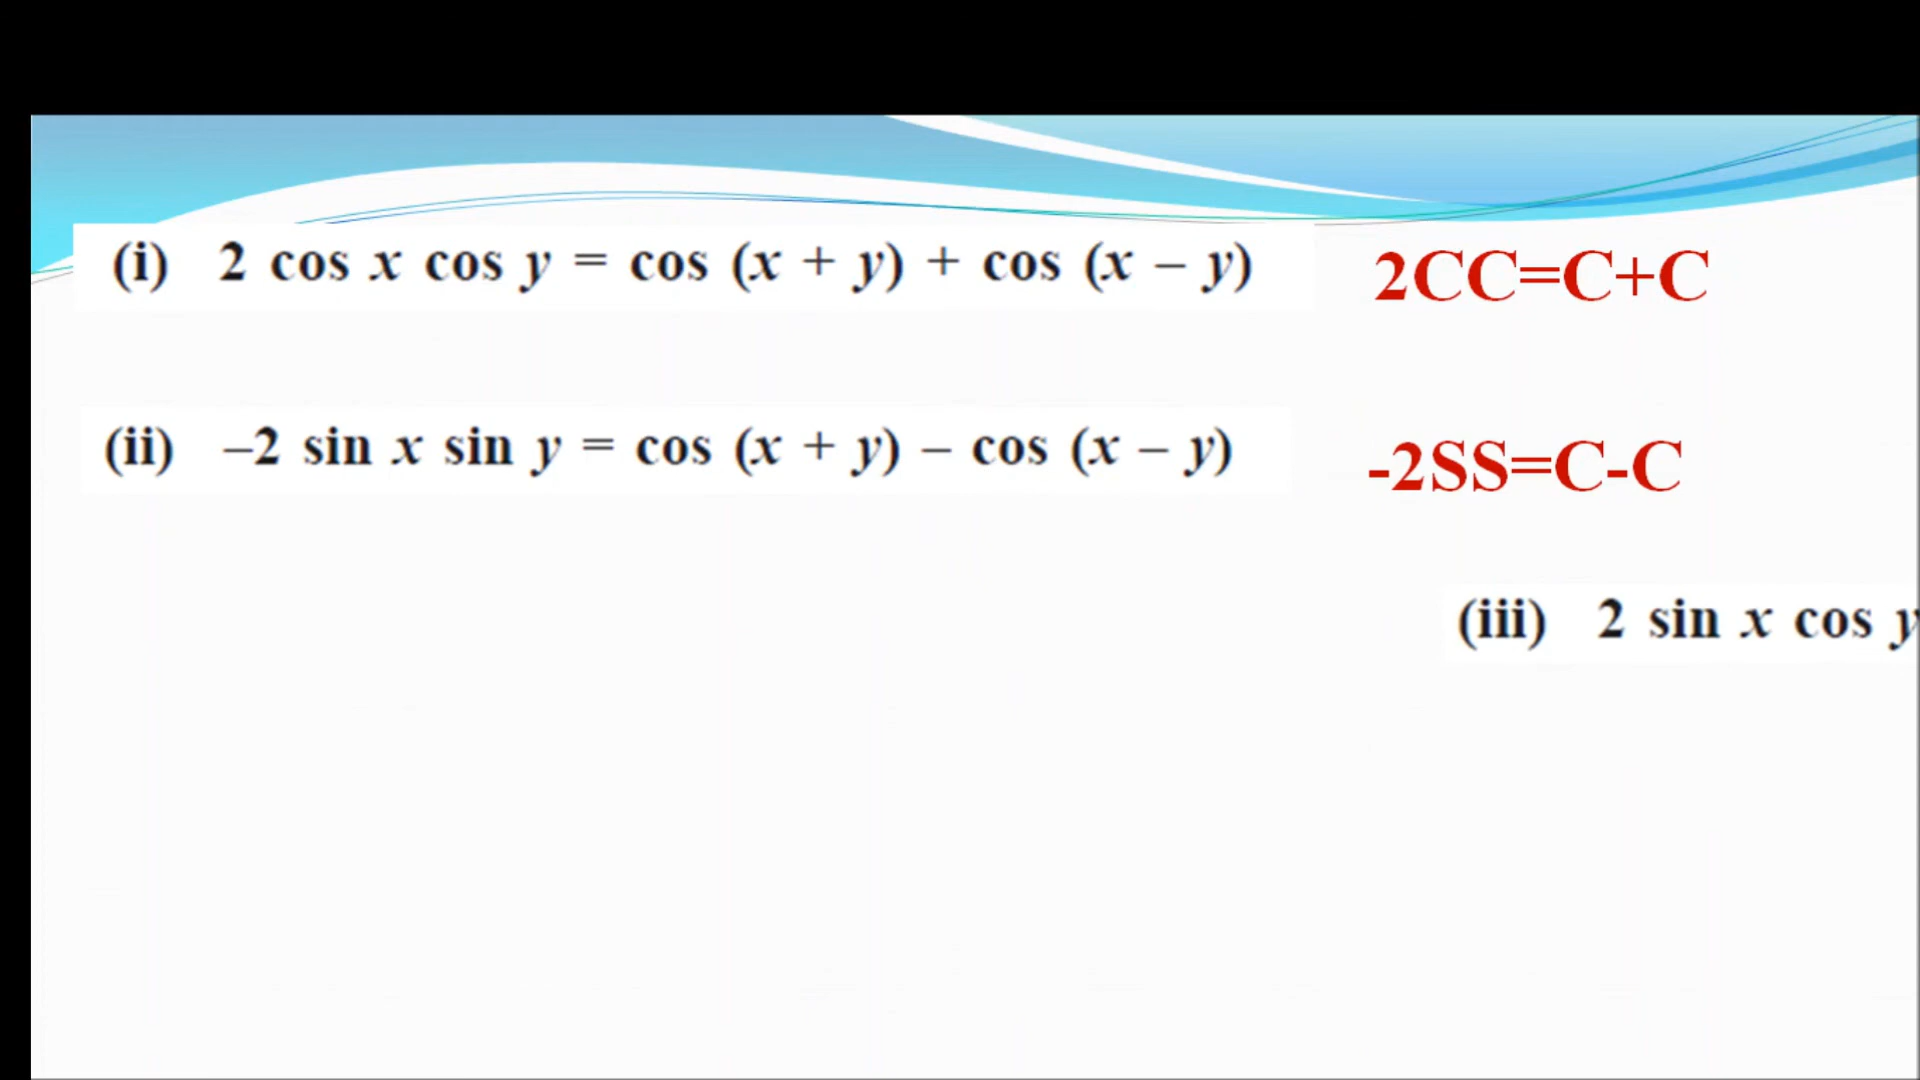 (i) 2 cos x cos y = cos (x + y) + cos (x – y) 2CC=C+C
(ii) –2 sin x sin y = cos (x + y) – cos (x – y) -2SS=C-C
(iii) 2 sin x cos y